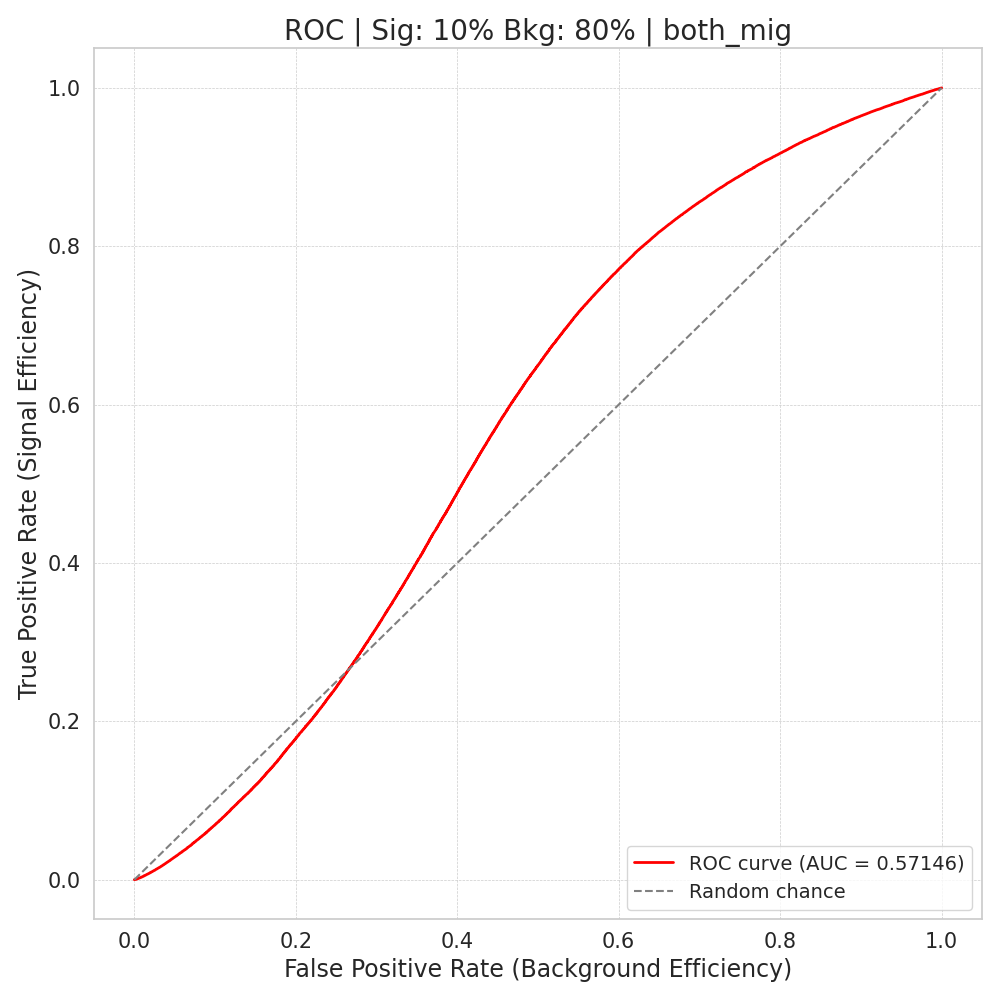 ROC | Sig: 10% Bkg: 80% | both_mig
True Positive Rate (Signal Efficiency)
1.0
0.8
0.6
0.4
0.2
0.0
ROC curve (AUC = 0.57146)
Random chance
0.0 0.2 0.4 0.6 0.8 1.0
False Positive Rate (Background Efficiency)